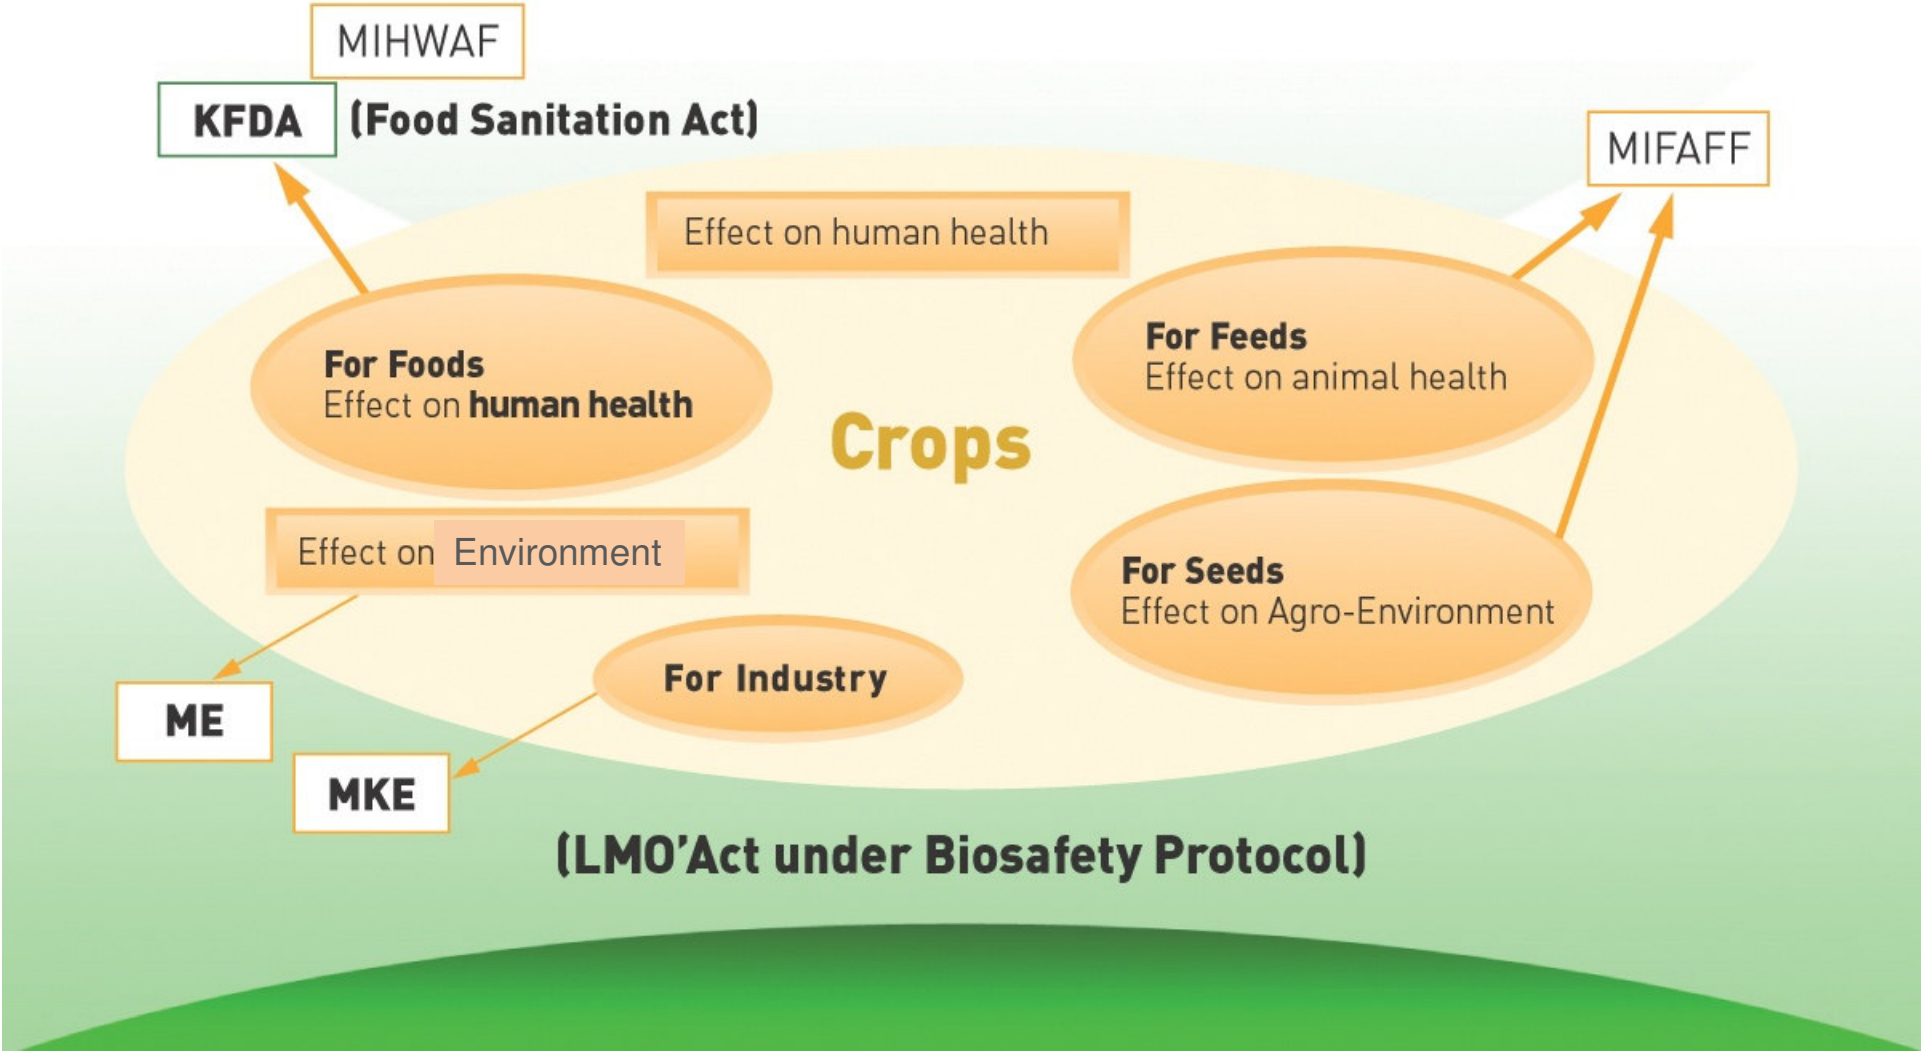 MIHWAF
KFDA (Food Sanitation Act)
MIFAFF
Effect on human health
For Foods
Effect on human health
For Feeds
Effect on animal health
Crops
Effect on Environment
For Seeds
Effect on Agro-Environment
For Industry
ME
MKE
(LMO'Act under Biosafety Protocol)